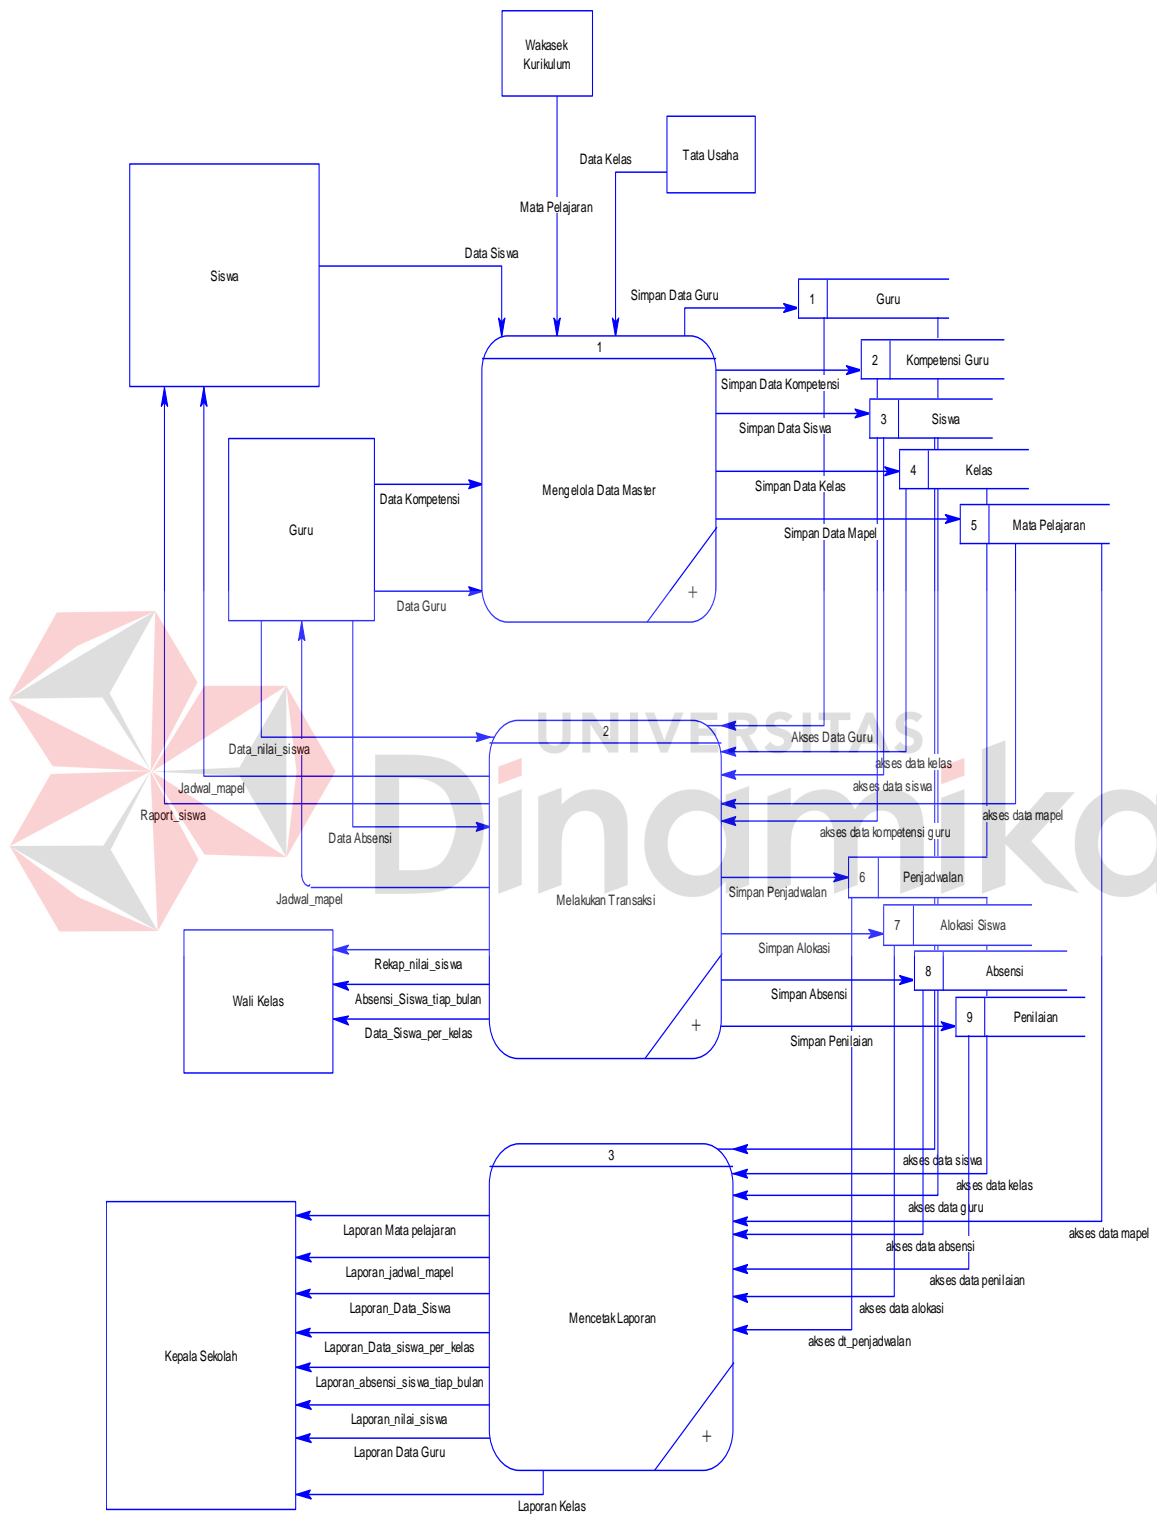 Wakasek
Kurikulum
Tata Usaha
Data Kelas
Mata Pelajaran
Data Siswa
Siswa
Simpan Data Guru
1 Guru
1
2 Kompetensi Guru
Simpan Data Kompetensi
3 Siswa
Simpan Data Siswa
4 Kelas
Simpan Data Kelas
Mengelola Data Master
Data Kompetensi
5 Mata Pelajaran
Simpan Data Mapel
Guru
+
Data Guru
UNIVERSITAS
Dinamika
2
Akses Data Guru
Data_nilai_siswa
akses data kelas
Jadwal_mapel
akses data siswa
Raport_siswa
akses data mapel
Data Absensi
akses data kompetensi guru
6 Penjadwalan
Simpan Penjadwalan
Jadwal_mapel
Melakukan Transaksi
7 Alokasi Siswa
Simpan Alokasi
Rekap_nilai_siswa
8 Absensi
Simpan Absensi
Wali Kelas
Absensi_Siswa_tiap_bulan
9 Penilaian
+
Data_Siswa_per_kelas
Simpan Penilaian
3
akses data siswa
akses data kelas
akses data guru
Laporan Mata pelajaran
akses data mapel
akses data absensi
Laporan_jadwal_mapel
akses data penilaian
Laporan_Data_Siswa
akses data alokasi
Mencetak Laporan
akses dt_penjadwalan
Laporan_Data_siswa_per_kelas
Kepala Sekolah
Laporan_absensi_siswa_tiap_bulan
Laporan_nilai_siswa
+
Laporan Data Guru
Laporan Kelas